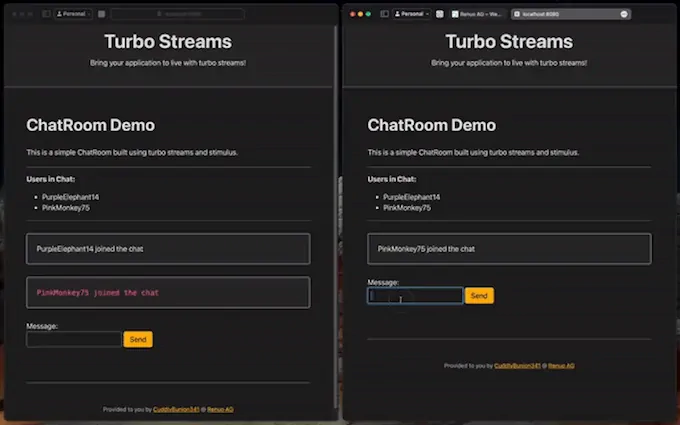 Personal
Turbo Streams
Bring your application to live with turbo streams!
ChatRoom Demo
This is a simple ChatRoom built using turbo streams and stimulus.
Users in Chat:
PurpleElephant14
PinkMonkey75
PurpleElephant14 joined the chat
PinkMonkey75 joined the chat
Message:
Send
Provided to you by CuddlyBunion341 @ Renuo AG
Personal
Renuo AG – We...
localhost:8080
Turbo Streams
Bring your application to live with turbo streams!
ChatRoom Demo
This is a simple ChatRoom built using turbo streams and stimulus.
Users in Chat:
PurpleElephant14
PinkMonkey75
PinkMonkey75 joined the chat
Message:
Send
Provided to you by CuddlyBunion341 @ Renuo AG